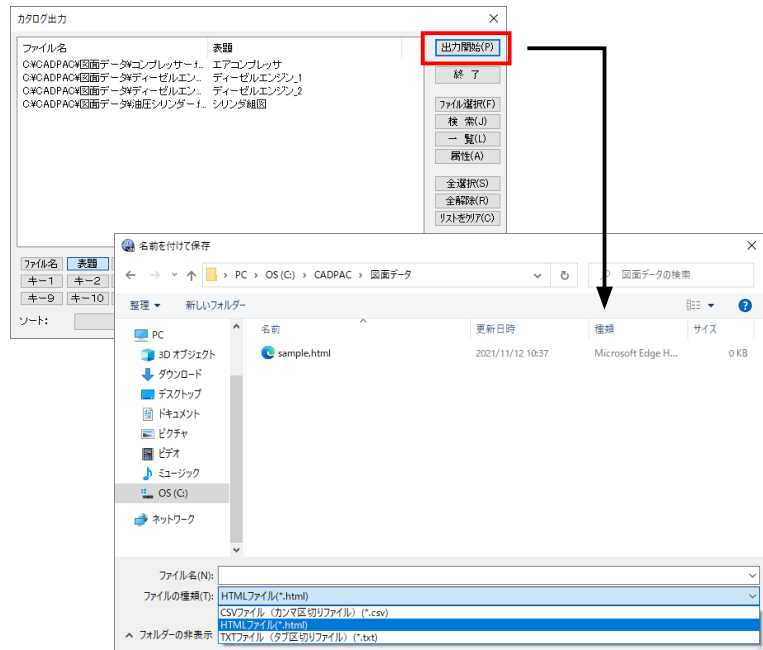 カタログ出力
ファイル名 表題
C:¥CADPAC¥図面データ¥コンプレッサー f... エアコンプレッサ
C:¥CADPAC¥図面データ¥ディーゼルエン... ディーゼルエンジン_1
C:¥CADPAC¥図面データ¥ディーゼルエン... ディーゼルエンジン_2
C:¥CADPAC¥図面データ¥油圧シリンダー f... シリンダ組図
出力開始(P)
終 了
ファイル選択(F)
検 索(J)
一 覧(L)
属性(A)
全選択(S)
全解除(R)
リストをクリア(C)
ファイル名 表題
キー1 キー2
キー9 キー10
ソート:
名前を付けて保存
PC › OS (C:) › CADPAC › 図面データ
図面データの検索
整理 新しいフォルダー
名前 更新日時 種類 サイズ
sample.html 2021/11/12 10:37 Microsoft Edge H... 0 KB
PC
3D オブジェクト
ダウンロード
デスクトップ
ドキュメント
ピクチャ
ビデオ
ミュージック
OS (C:)
ネットワーク
ファイル名(N):
ファイルの種類(T): HTMLファイル(*.html)
CSVファイル（カンマ区切りファイル）(*.csv)
HTMLファイル(*.html)
TXTファイル（タブ区切りファイル）(*.txt)
フォルダーの非表示